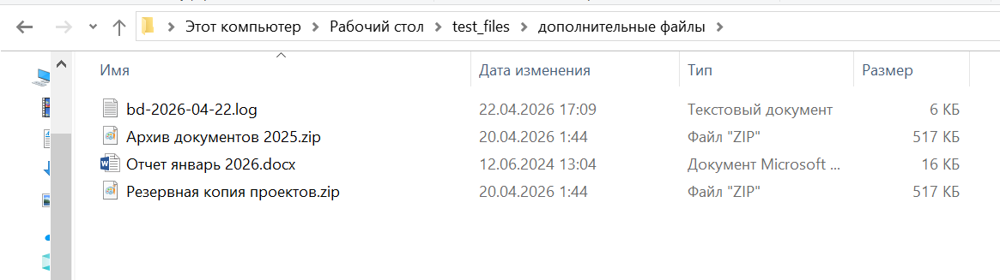 Этот компьютер > Рабочий стол > test_files > дополнительные файлы >
Имя Дата изменения Тип Размер
bd-2026-04-22.log 22.04.2026 17:09 Текстовый документ 6 КБ
Архив документов 2025.zip 20.04.2026 1:44 Файл "ZIP" 517 КБ
Отчет январь 2026.docx 12.06.2024 13:04 Документ Microsoft ... 16 КБ
Резервная копия проектов.zip 20.04.2026 1:44 Файл "ZIP" 517 КБ